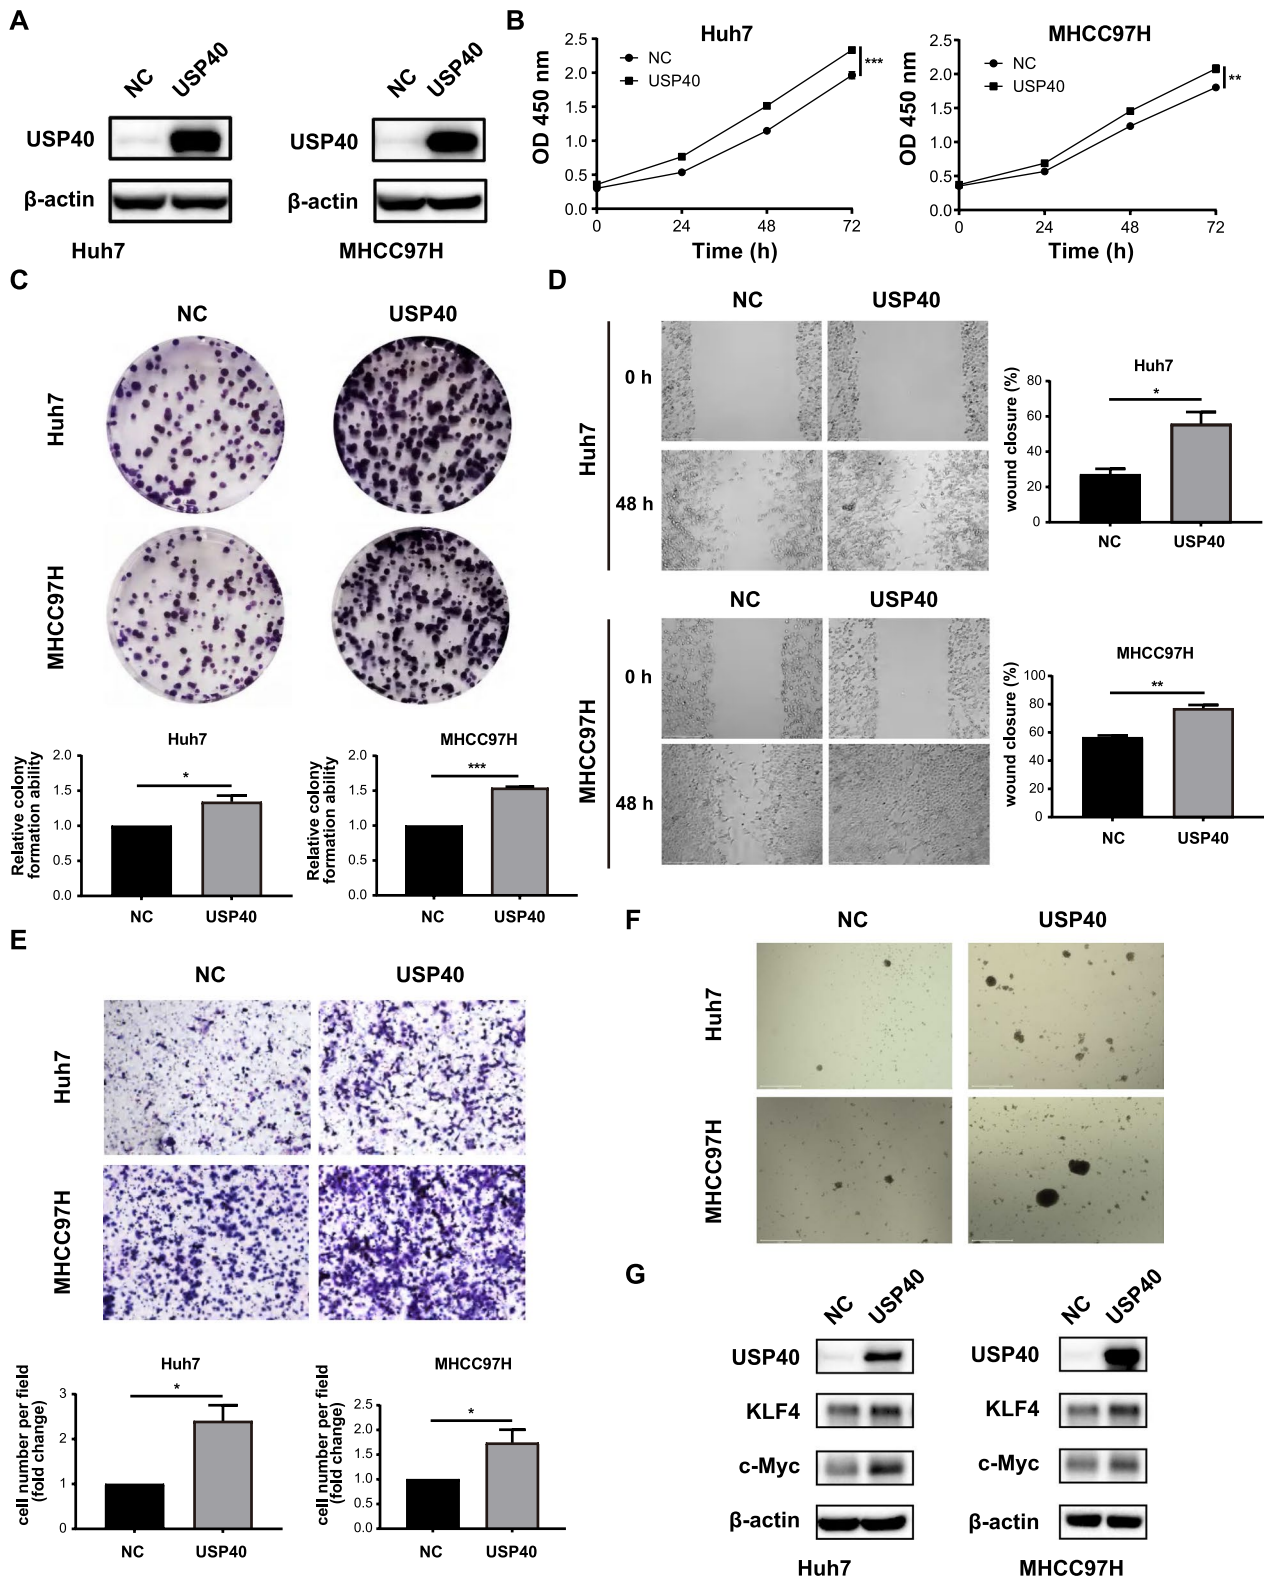 A
NC USP40
USP40
β-actin
Huh7
NC USP40
USP40
β-actin
MHCC97H
B
Huh7
OD 450 nm
2.5
2.0
1.5
1.0
0.5
0.0
NC
USP40
***
0 24 48 72
Time (h)
MHCC97H
OD 450 nm
2.5
2.0
1.5
1.0
0.5
0.0
NC
USP40
**
0 24 48 72
Time (h)
C
NC USP40
Huh7
MHCC97H
Huh7
Relative colony
formation ability
2.0
1.5
1.0
0.5
0.0
*
NC USP40
MHCC97H
Relative colony
formation ability
2.0
1.5
1.0
0.5
0.0
***
NC USP40
D
NC USP40
Huh7
0 h
48 h
Huh7
wound closure (%)
80
60
40
20
0
*
NC USP40
NC USP40
MHCC97H
0 h
48 h
MHCC97H
wound closure (%)
100
80
60
40
20
0
**
NC USP40
E
NC USP40
Huh7
MHCC97H
Huh7
cell number per field
(fold change)
3
2
1
0
*
NC USP40
MHCC97H
cell number per field
(fold change)
2.5
2.0
1.5
1.0
0.5
0.0
*
NC USP40
F
NC USP40
Huh7
MHCC97H
G
NC USP40
USP40
KLF4
c-Myc
β-actin
Huh7
NC USP40
USP40
KLF4
c-Myc
β-actin
MHCC97H